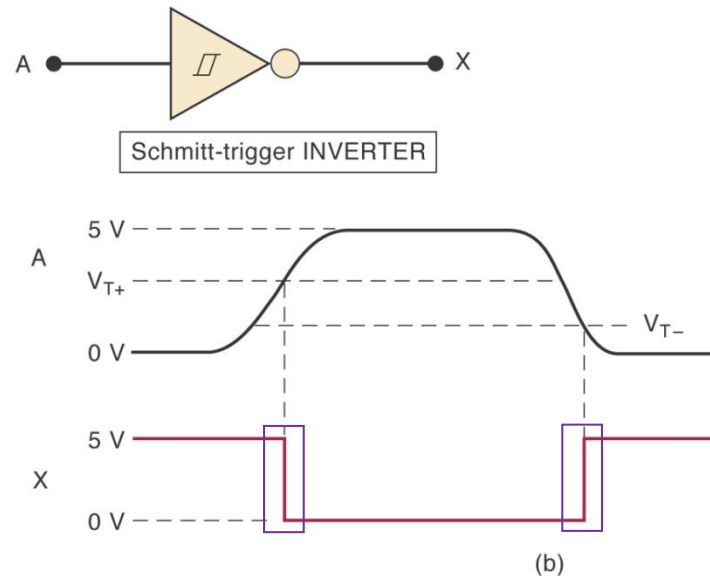 A
X
Schmitt-trigger INVERTER
5 V
A
V_T+
V_T−
0 V
5 V
X
0 V
(b)